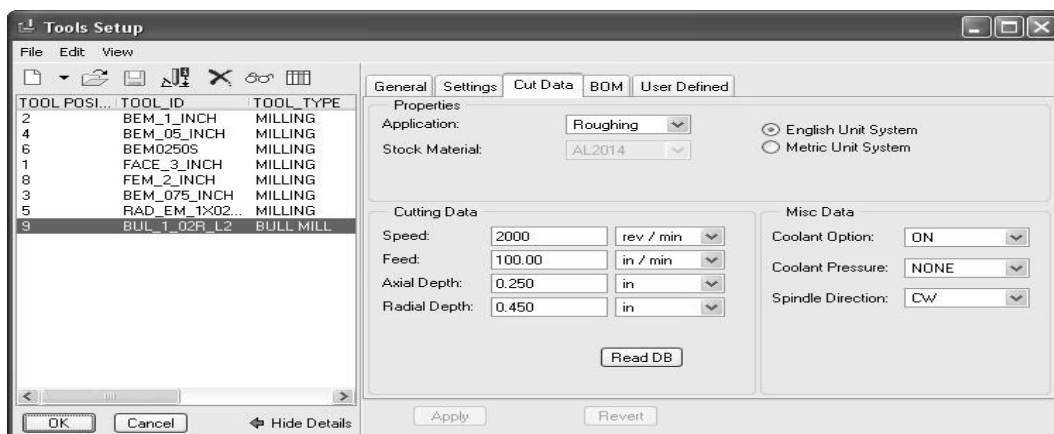 Tools Setup
File Edit View
TOOL POSI... TOOL_ID TOOL_TYPE
2 BEM_1_INCH MILLING
4 BEM_05_INCH MILLING
6 BEM0250S MILLING
1 FACE_3_INCH MILLING
8 FEM_2_INCH MILLING
3 BEM_075_INCH MILLING
5 RAD_EM_1X02... MILLING
9 BUL_1_02R_L2 BULL MILL
OK Cancel Hide Details
General Settings Cut Data BOM User Defined
Properties
Application: Roughing
Stock Material: AL2014
English Unit System
Metric Unit System
Cutting Data
Speed: 2000 rev / min
Feed: 100.00 in / min
Axial Depth: 0.250 in
Radial Depth: 0.450 in
Read DB
Misc Data
Coolant Option: ON
Coolant Pressure: NONE
Spindle Direction: CW
Apply Revert